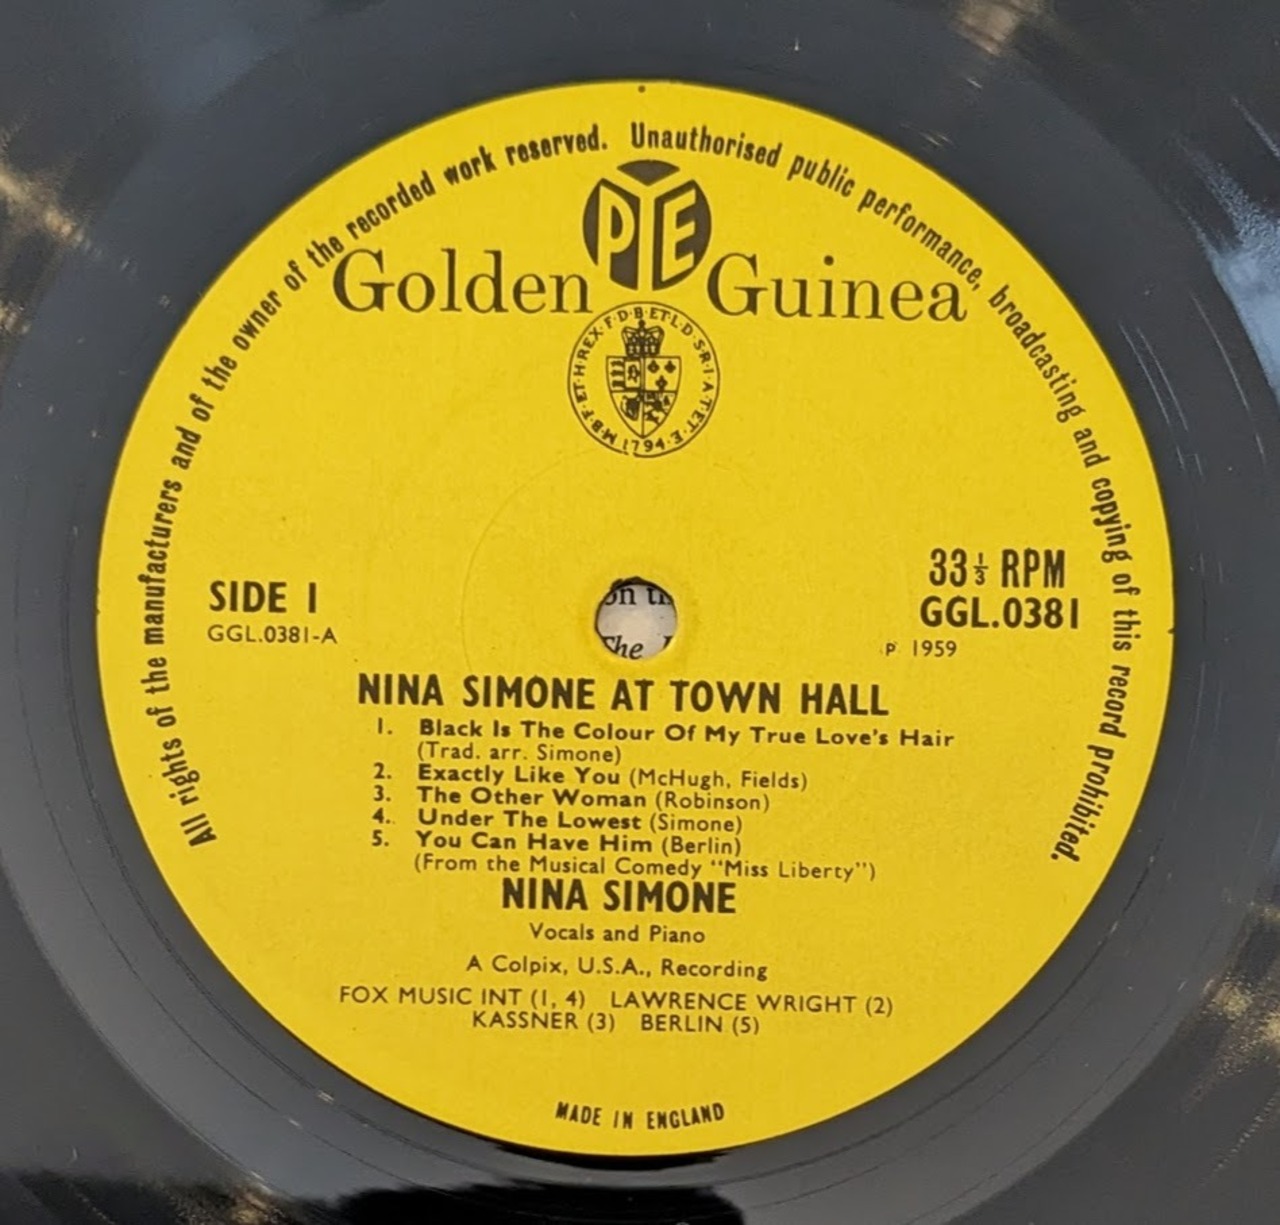 All rights of the manufacturers and of the owner of the recorded work reserved. Unauthorised public performance, broadcasting and copying of this record prohibited.
PYE
Golden Guinea
M·B·F·ET·H·REX·F·D·B·ET·L·D·S·R·I·A·T·ET·E· 1794
SIDE 1
GGL.0381-A
33⅓ RPM
GGL.0381
P 1959
on
The
NINA SIMONE AT TOWN HALL
1. Black Is The Colour Of My True Love's Hair
(Trad. arr. Simone)
2. Exactly Like You (McHugh, Fields)
3. The Other Woman (Robinson)
4. Under The Lowest (Simone)
5. You Can Have Him (Berlin)
(From the Musical Comedy "Miss Liberty")
NINA SIMONE
Vocals and Piano
A Colpix, U.S.A., Recording
FOX MUSIC INT (1, 4) LAWRENCE WRIGHT (2)
KASSNER (3) BERLIN (5)
MADE IN ENGLAND